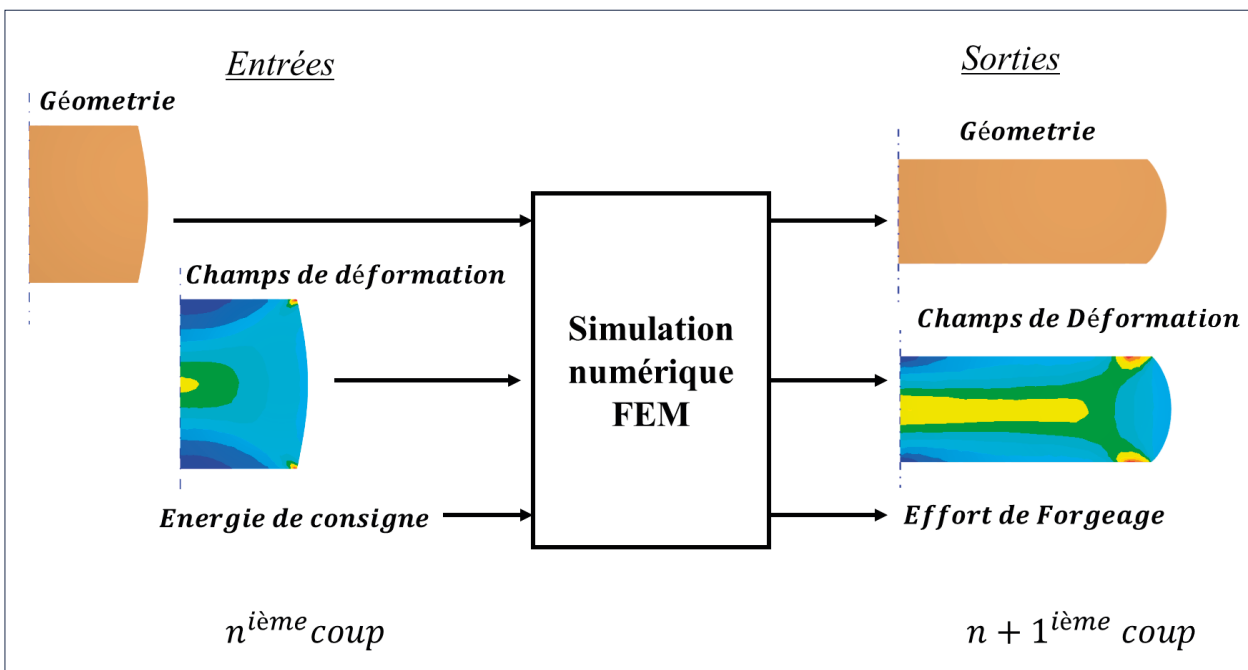 Entrées
Sorties
Géometrie
Géometrie
Champs de déformation
Simulation
numérique
FEM
Champs de Déformation
Energie de consigne
Effort de Forgeage
n^{ième} coup
n + 1^{ième} coup